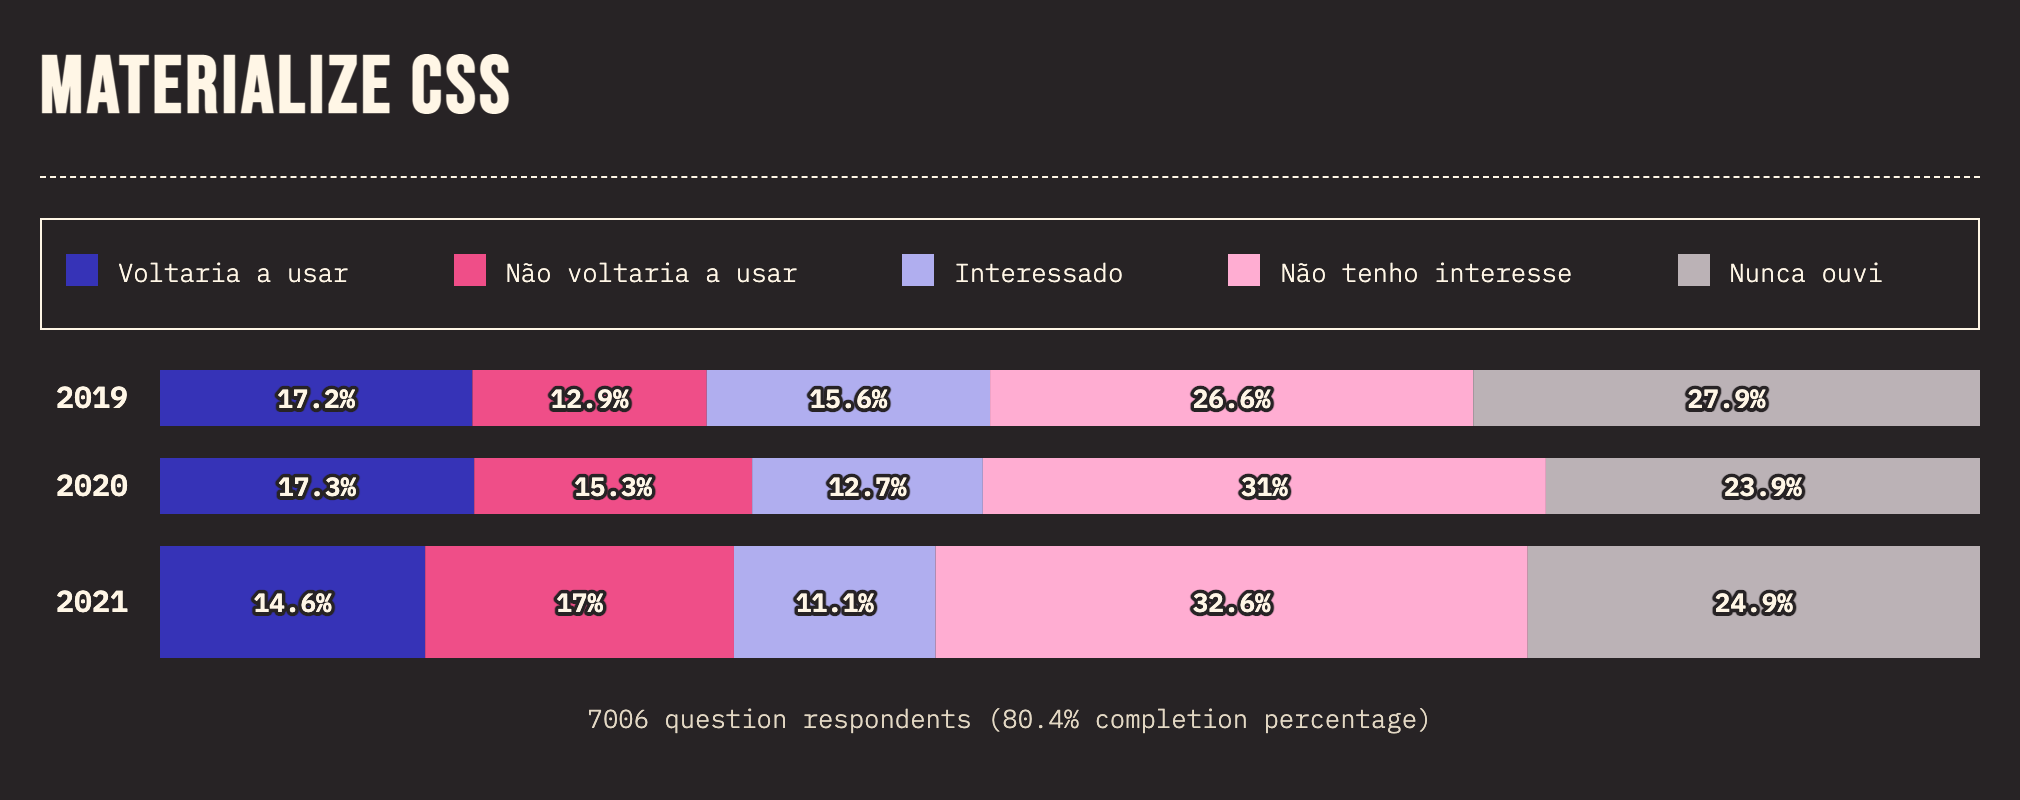 MATERIALIZE CSS
Voltaria a usar Não voltaria a usar Interessado Não tenho interesse Nunca ouvi
2019 17.2% 12.9% 15.6% 26.6% 27.9%
2020 17.3% 15.3% 12.7% 31% 23.9%
2021 14.6% 17% 11.1% 32.6% 24.9%
7006 question respondents (80.4% completion percentage)